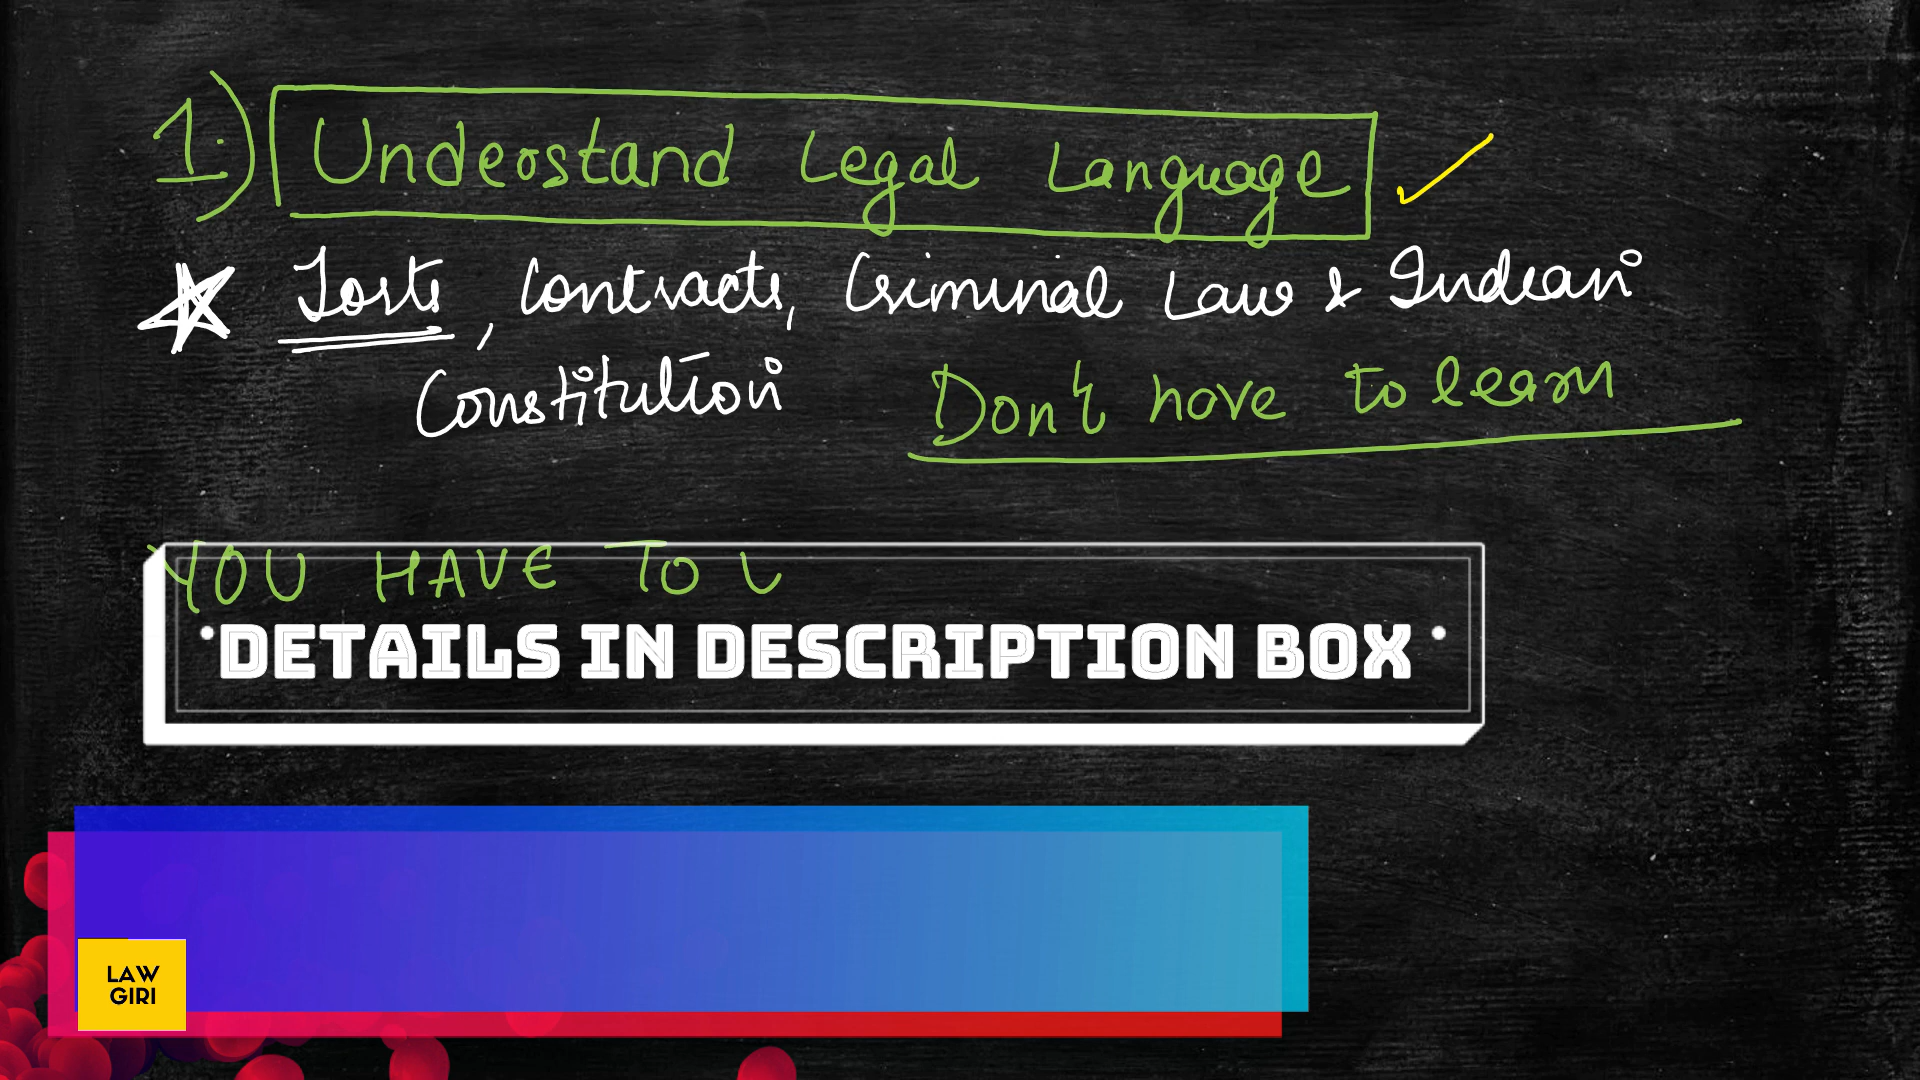 1.) Understand Legal Language
Torts, Contracts, Criminal Law & Indian
Constitution Don't have to learn
YOU HAVE TO U
DETAILS IN DESCRIPTION BOX
LAW
GIRI